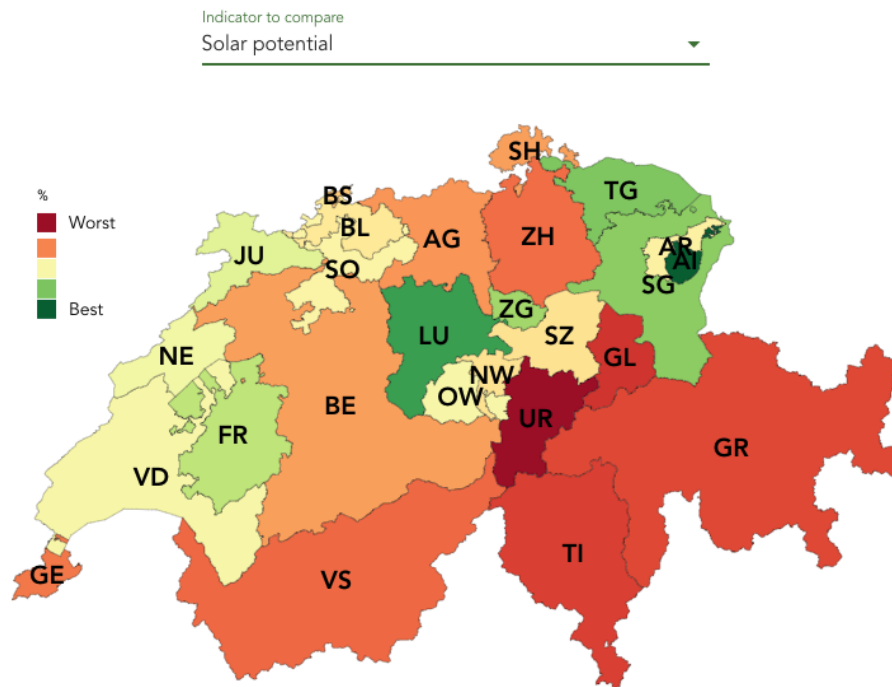 Indicator to compare
Solar potential
%
Worst
Best
SH
TG
BS
BL
AG
ZH
AR
AI
JU
SO
SG
ZG
LU
SZ
NE
GL
NW
OW
BE
UR
FR
GR
VD
TI
GE
VS